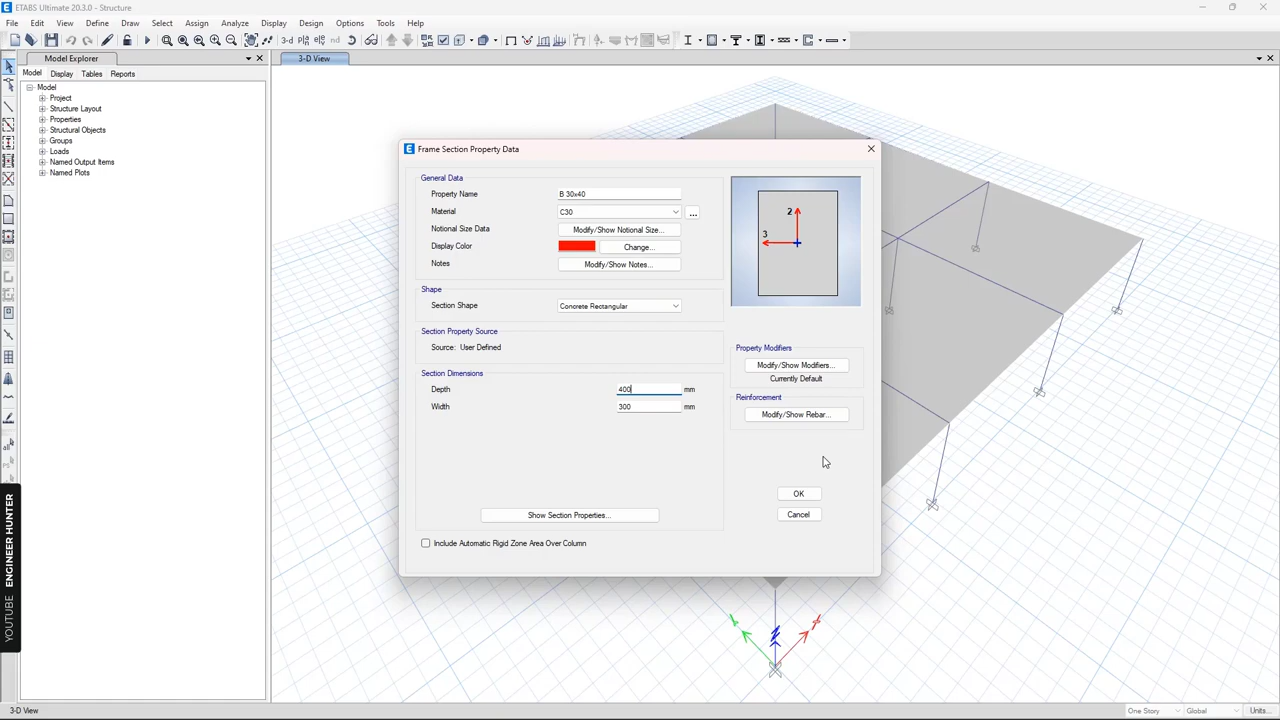 ETABS Ultimate 20.3.0 - Structure
File Edit View Define Draw Select Assign Analyze Display Design Options Tools Help
3-d
Model Explorer
3-D View
Model Display Tables Reports
Model
Project
Structure Layout
Properties
Structural Objects
Groups
Loads
Named Output Items
Named Plots
Frame Section Property Data
General Data
Property Name B 30x40
Material C30 ...
Notional Size Data Modify/Show Notional Size...
Display Color Change...
Notes Modify/Show Notes...
2
3
Shape
Section Shape Concrete Rectangular
Section Property Source
Source: User Defined
Property Modifiers
Modify/Show Modifiers...
Currently Default
Section Dimensions
Depth 400 mm
Width 300 mm
Reinforcement
Modify/Show Rebar...
OK
Cancel
Show Section Properties...
Include Automatic Rigid Zone Area Over Column
YOUTUBE ENGINEER HUNTER
3-D View
One Story Global Units...